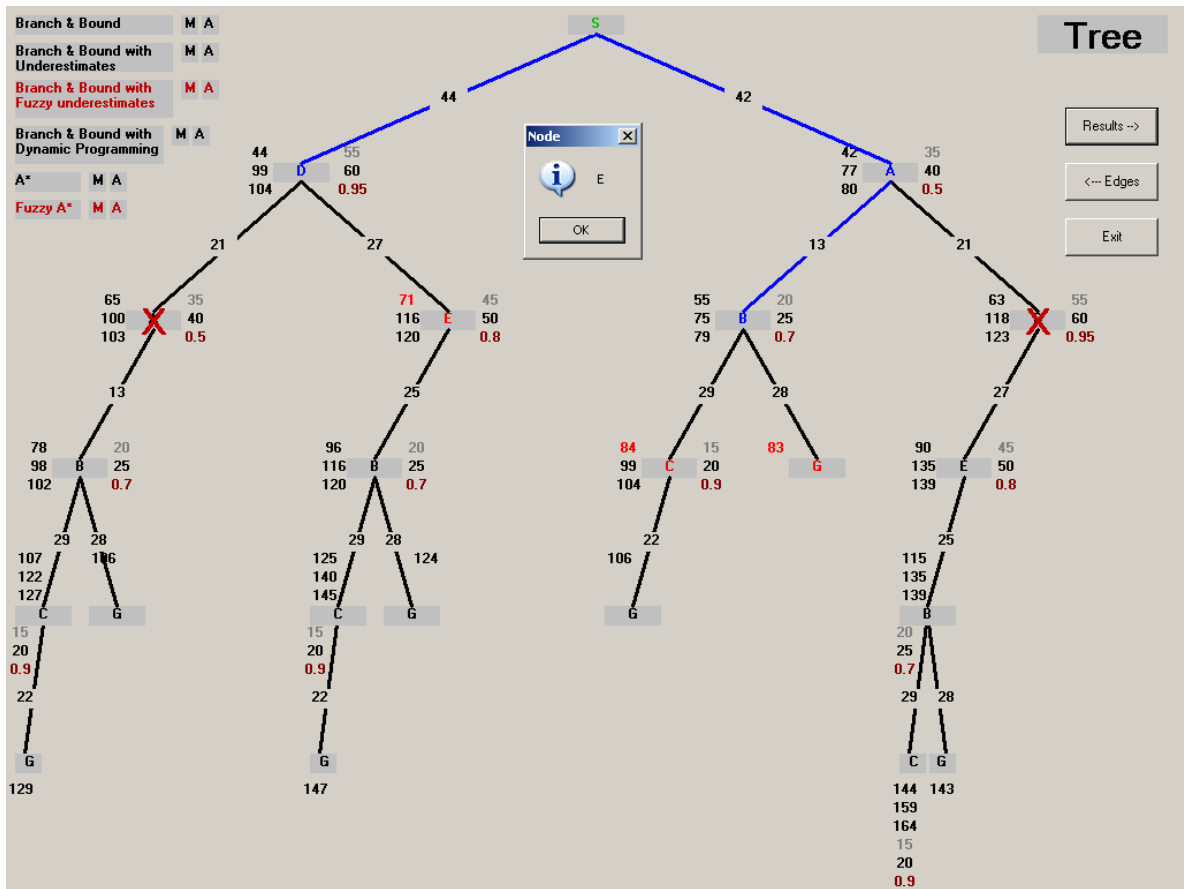 Branch & Bound M A
S
Tree
Branch & Bound with M A
Underestimates
Branch & Bound with M A
Fuzzy underestimates
44
42
Branch & Bound with M A
Dynamic Programming
Node
E
OK
Results -->
44 55
99 D 60
104 0.95
42 35
77 A 40
80 0.5
A* M A
<--- Edges
Fuzzy A* M A
Exit
21 27 13 21
65 35
100 X 40
103 0.5
71 45
116 E 50
120 0.8
55 20
75 B 25
79 0.7
63 55
118 X 60
123 0.95
13 25 29 28 27
78 20
98 B 25
102 0.7
96 20
116 B 25
120 0.7
84 15
99 C 20
104 0.9
83
G
90 45
135 E 50
139 0.8
29 28 29 28 22 25
107 106
122
127
C G
125 124
140
145
C G
106
G
115
135
139
B
15
20
0.9
15
20
0.9
20
25
0.7
22 22 29 28
G G C G
129 147 144 143
159
164
15
20
0.9